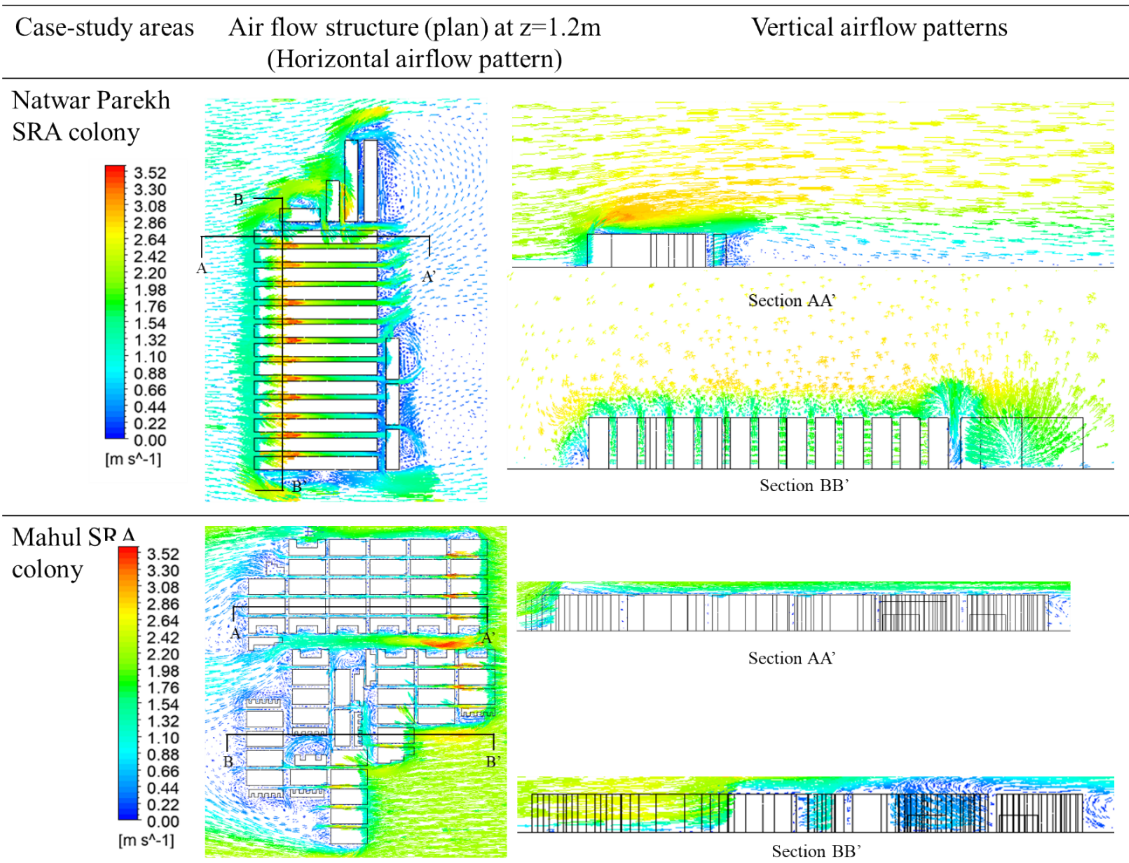 Case-study areas
Air flow structure (plan) at z=1.2m
(Horizontal airflow pattern)
Vertical airflow patterns
Natwar Parekh
SRA colony
3.52
3.30
3.08
2.86
2.64
2.42
2.20
1.98
1.76
1.54
1.32
1.10
0.88
0.66
0.44
0.22
0.00
[m s^-1]
B
A
A'
B'
Section AA'
Section BB'
Mahul SRA
colony
3.52
3.30
3.08
2.86
2.64
2.42
2.20
1.98
1.76
1.54
1.32
1.10
0.88
0.66
0.44
0.22
0.00
[m s^-1]
A
A'
B
B'
Section AA'
Section BB'